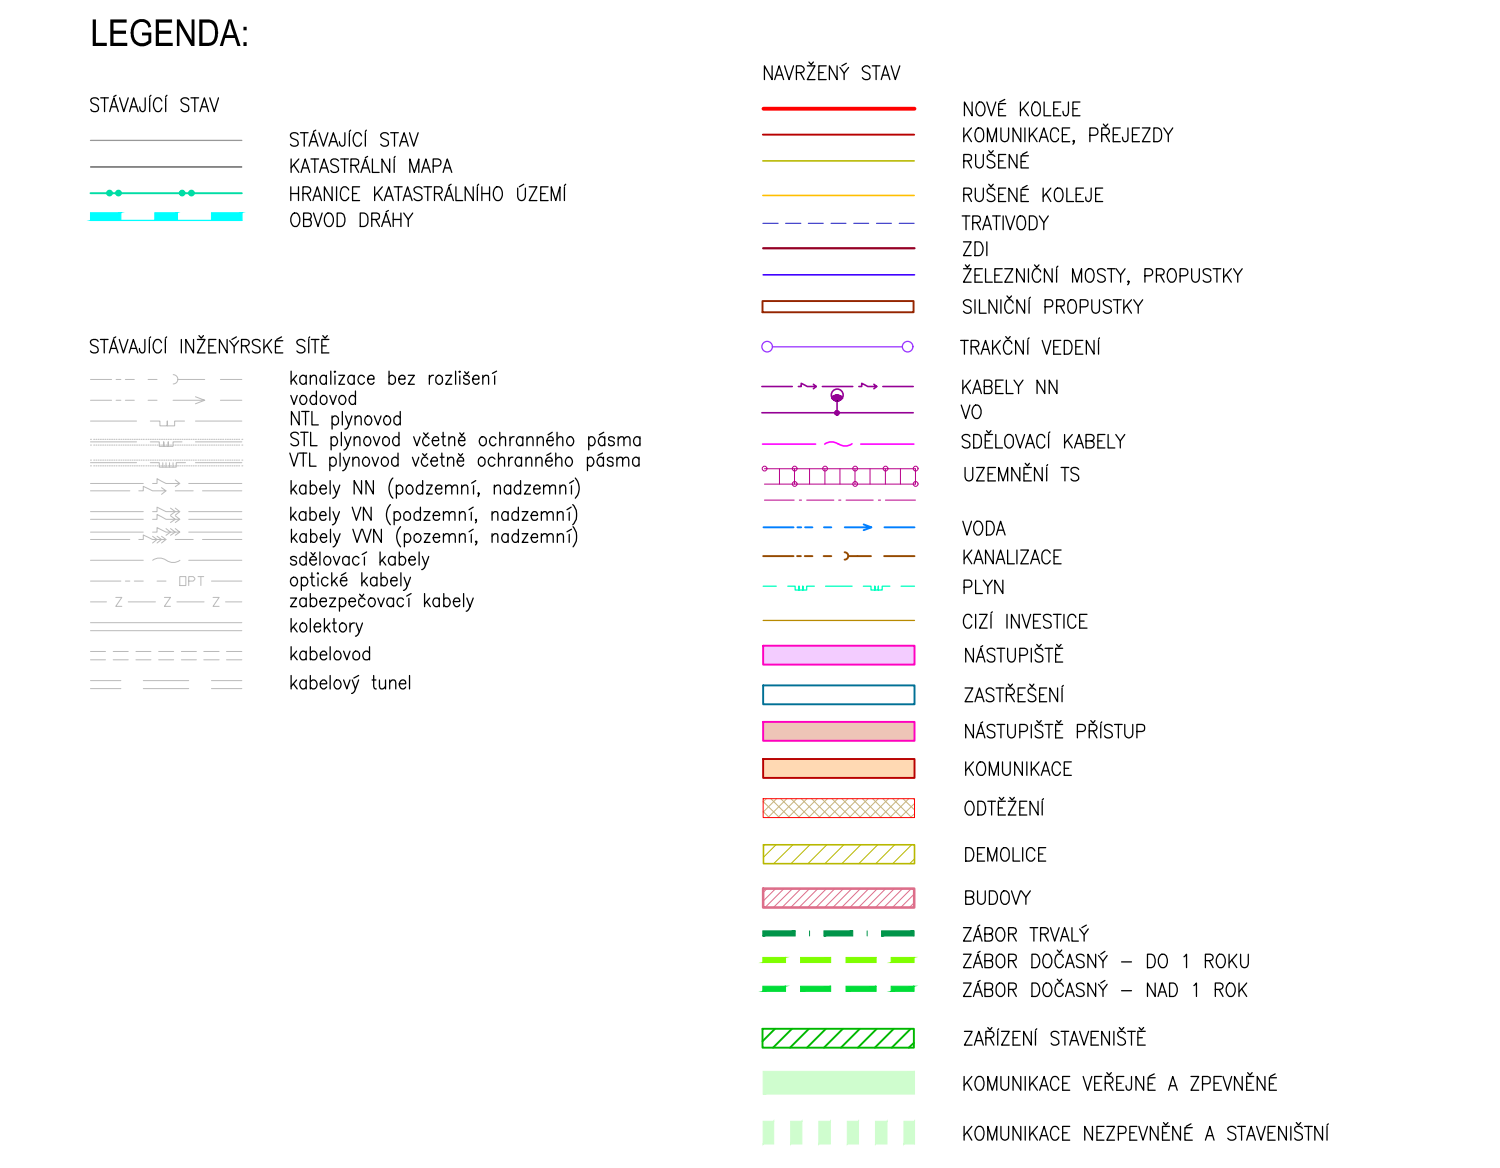 LEGENDA:
STÁVAJÍCÍ STAV
STÁVAJÍCÍ STAV
KATASTRÁLNÍ MAPA
HRANICE KATASTRÁLNÍHO ÚZEMÍ
OBVOD DRÁHY
STÁVAJÍCÍ INŽENÝRSKÉ SÍTĚ
kanalizace bez rozlišení
vodovod
NTL plynovod
STL plynovod včetně ochranného pásma
VTL plynovod včetně ochranného pásma
kabely NN (podzemní, nadzemní)
kabely VN (podzemní, nadzemní)
kabely VVN (pozemní, nadzemní)
sdělovací kabely
OPT optické kabely
Z Z Z zabezpečovací kabely
kolektory
kabelovod
kabelový tunel
NAVRŽENÝ STAV
NOVÉ KOLEJE
KOMUNIKACE, PŘEJEZDY
RUŠENÉ
RUŠENÉ KOLEJE
TRATIVODY
ZDI
ŽELEZNIČNÍ MOSTY, PROPUSTKY
SILNIČNÍ PROPUSTKY
TRAKČNÍ VEDENÍ
KABELY NN
VO
SDĚLOVACÍ KABELY
UZEMNĚNÍ TS
VODA
KANALIZACE
PLYN
CIZÍ INVESTICE
NÁSTUPIŠTĚ
ZASTŘEŠENÍ
NÁSTUPIŠTĚ PŘÍSTUP
KOMUNIKACE
ODTĚŽENÍ
DEMOLICE
BUDOVY
ZÁBOR TRVALÝ
ZÁBOR DOČASNÝ – DO 1 ROKU
ZÁBOR DOČASNÝ – NAD 1 ROK
ZAŘÍZENÍ STAVENIŠTĚ
KOMUNIKACE VEŘEJNÉ A ZPEVNĚNÉ
KOMUNIKACE NEZPEVNĚNÉ A STAVENIŠTNÍ